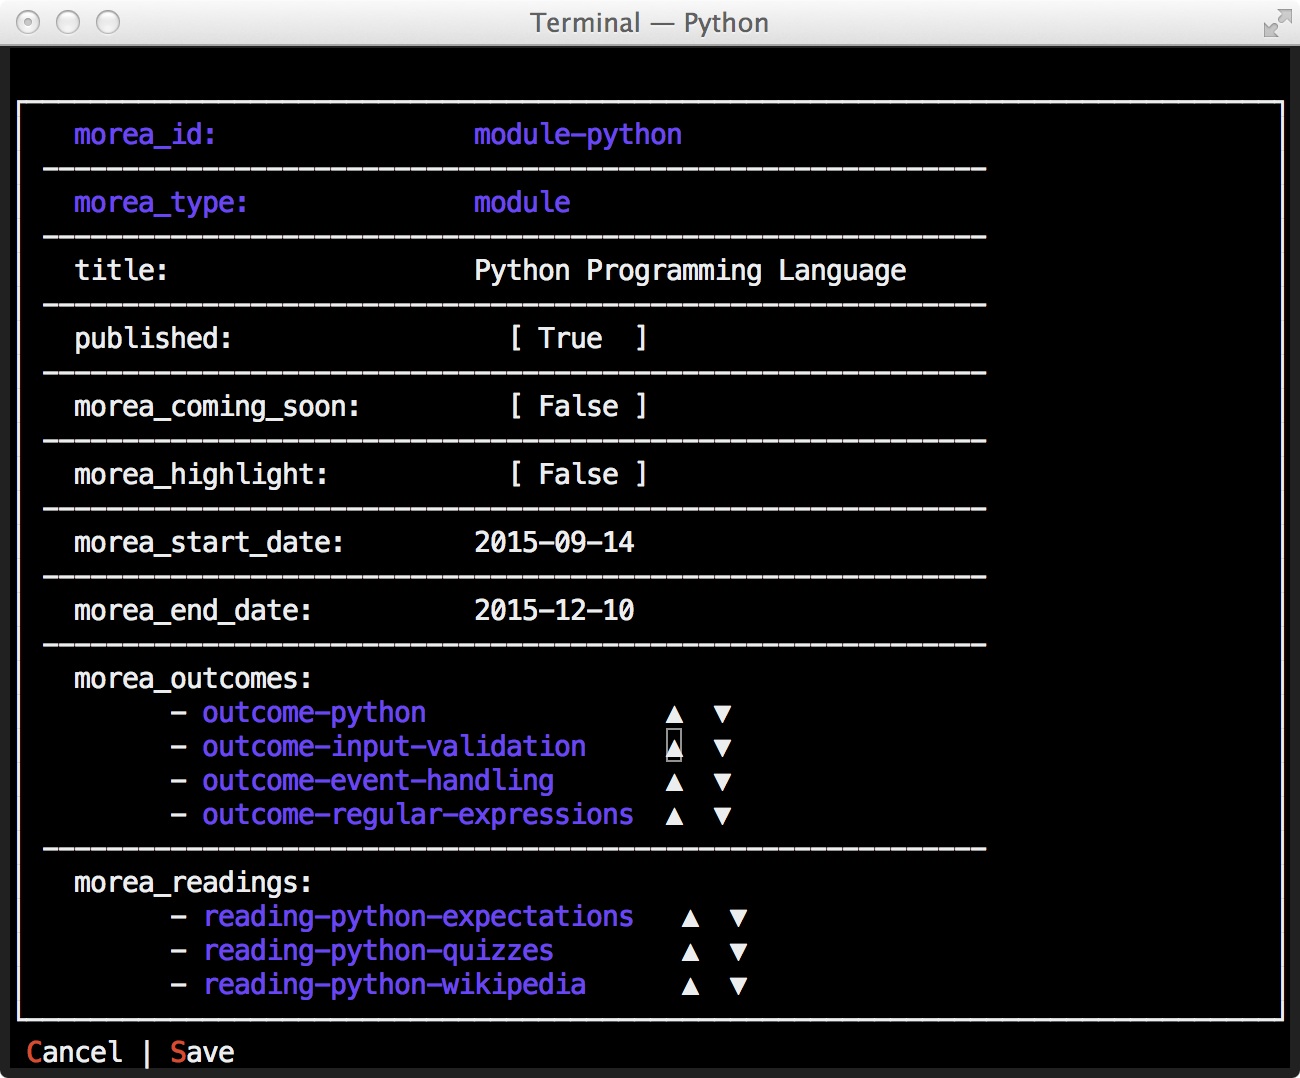 Terminal — Python
morea_id: module-python
morea_type: module
title: Python Programming Language
published: [ True ]
morea_coming_soon: [ False ]
morea_highlight: [ False ]
morea_start_date: 2015-09-14
morea_end_date: 2015-12-10
morea_outcomes:
- outcome-python ▲ ▼
- outcome-input-validation ▲ ▼
- outcome-event-handling ▲ ▼
- outcome-regular-expressions ▲ ▼
morea_readings:
- reading-python-expectations ▲ ▼
- reading-python-quizzes ▲ ▼
- reading-python-wikipedia ▲ ▼
Cancel | Save